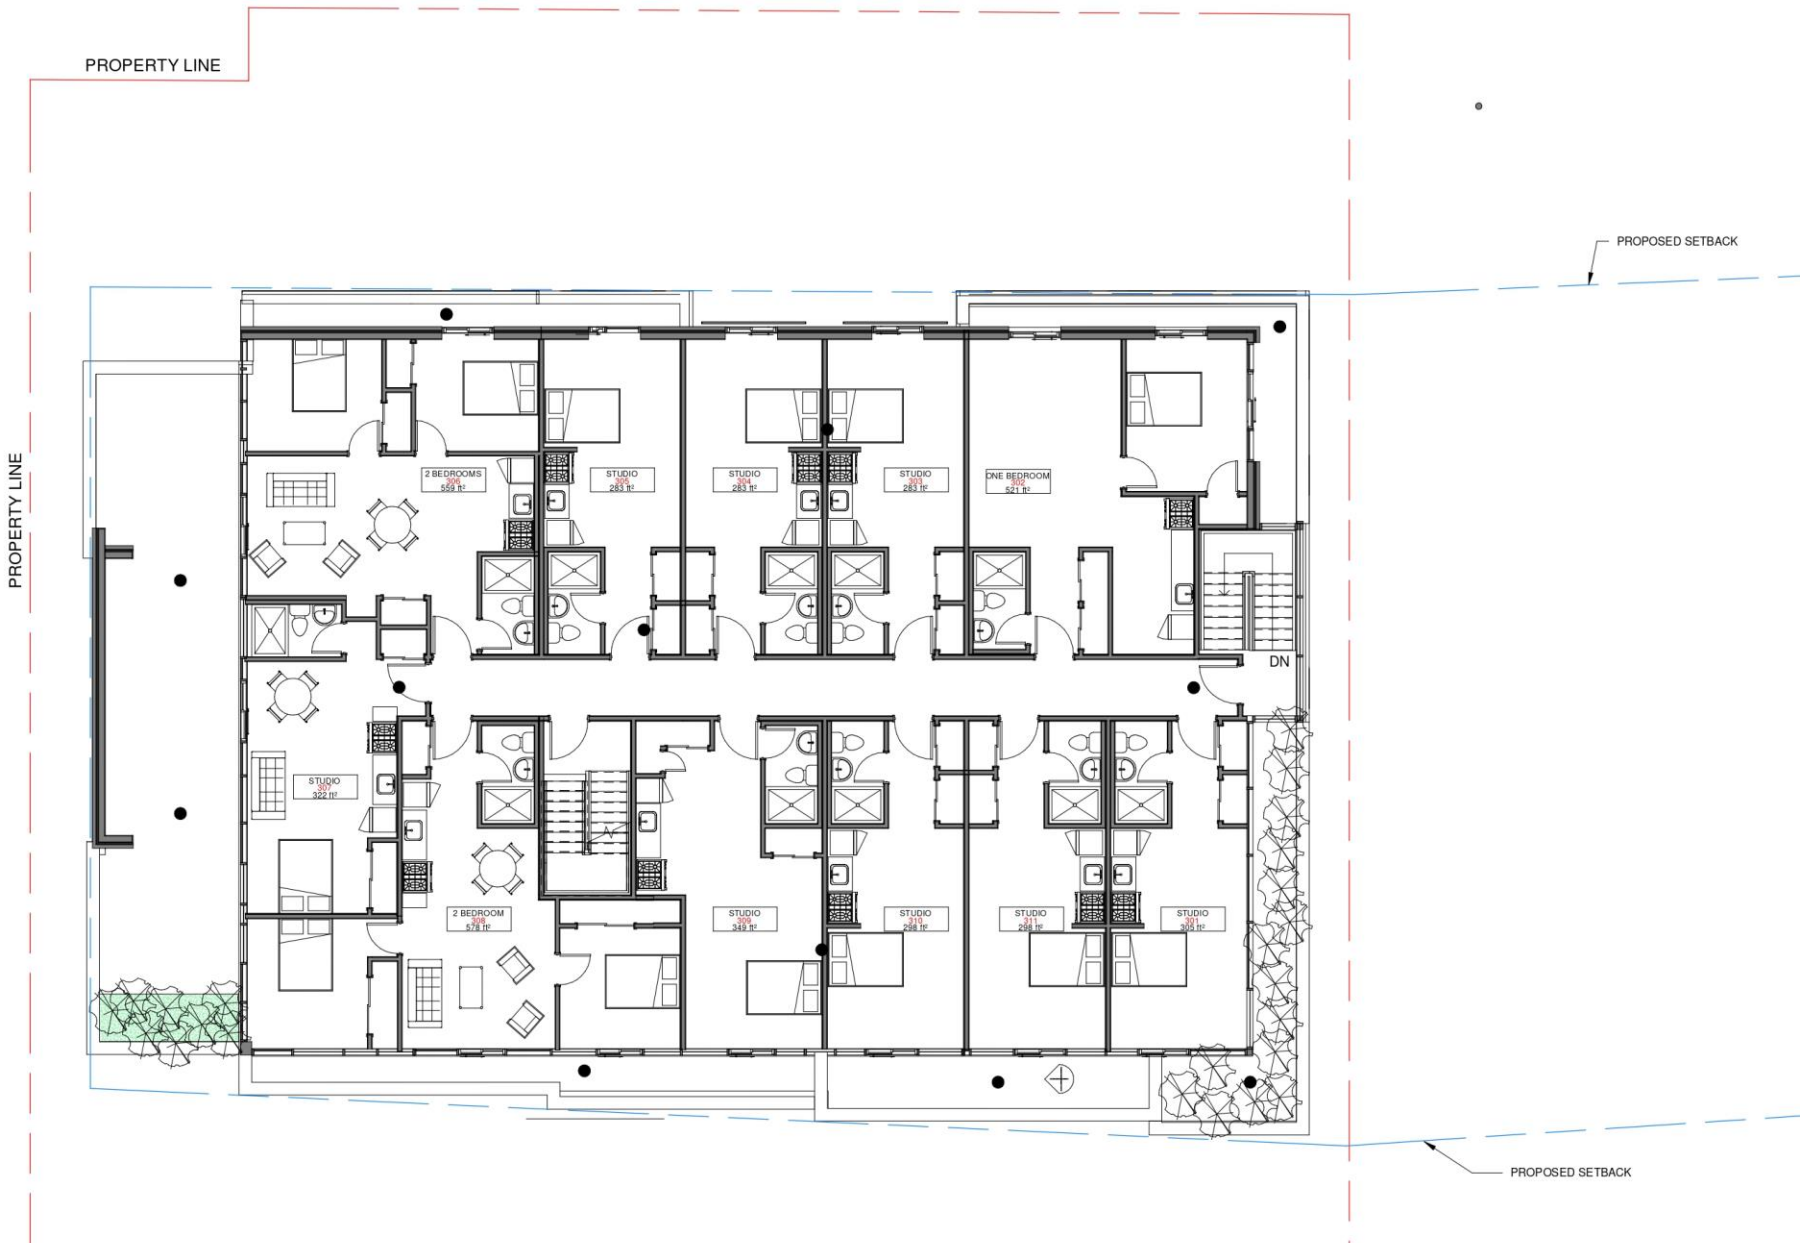 PROPERTY LINE
PROPOSED SETBACK
PROPERTY LINE
2 BEDROOMS
306
559 ft²
STUDIO
305
283 ft²
STUDIO
304
283 ft²
STUDIO
303
283 ft²
ONE BEDROOM
302
521 ft²
DN
STUDIO
307
322 ft²
2 BEDROOM
308
578 ft²
STUDIO
309
349 ft²
STUDIO
310
298 ft²
STUDIO
311
298 ft²
STUDIO
301
305 ft²
PROPOSED SETBACK